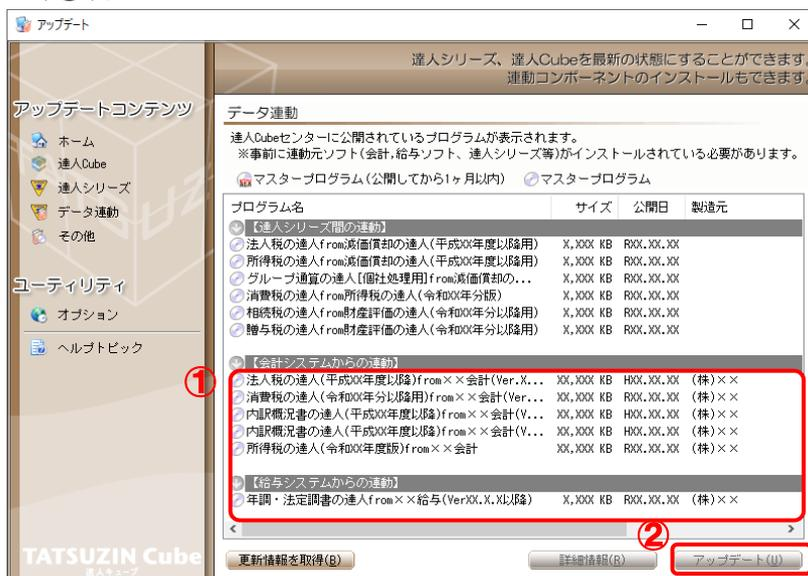 アップデート
達人シリーズ、達人Cubeを最新の状態にすることができます。
連動コンポーネントのインストールもできます。
アップデートコンテンツ
ホーム
達人Cube
達人シリーズ
データ連動
その他
ユーティリティ
オプション
ヘルプトピック
データ連動
達人Cubeセンターに公開されているプログラムが表示されます。
※事前に連動元ソフト(会計,給与ソフト、達人シリーズ等)がインストールされている必要があります。
マスタープログラム(公開してから1ヶ月以内) マスタープログラム
プログラム名 サイズ 公開日 製造元
【達人シリーズ間の連動】
法人税の達人from減価償却の達人(平成XX年度以降用) X,XXX KB RXX.XX.XX
所得税の達人from減価償却の達人(平成XX年度以降用) X,XXX KB RXX.XX.XX
グループ通算の達人[個社処理用]from減価償却の... X,XXX KB RXX.XX.XX
消費税の達人from所得税の達人(令和XX年分版) X,XXX KB RXX.XX.XX
相続税の達人from財産評価の達人(令和XX年分以降用) X,XXX KB RXX.XX.XX
贈与税の達人from財産評価の達人(令和XX年分以降用) X,XXX KB RXX.XX.XX
【会計システムからの連動】
①
法人税の達人(平成XX年度以降)from××会計(Ver.X... XX,XXX KB HXX.XX.XX (株)××
消費税の達人(令和XX年分以降用)from××会計(Ver... XX,XXX KB HXX.XX.XX (株)××
内訳概況書の達人(平成XX年度以降)from××会計(V... XX,XXX KB HXX.XX.XX (株)××
内訳概況書の達人(平成XX年度以降)from××会計(V... XX,XXX KB RXX.XX.XX (株)××
所得税の達人(令和XX年度版)from××会計 XX,XXX KB RXX.XX.XX (株)××
【給与システムからの連動】
年調・法定調書の達人from××給与(VerXX.X.X以降) X,XXX KB RXX.XX.XX (株)××
②
更新情報を取得(B) 詳細情報(R) アップデート(U)
TATSUZIN Cube
達人キューブ